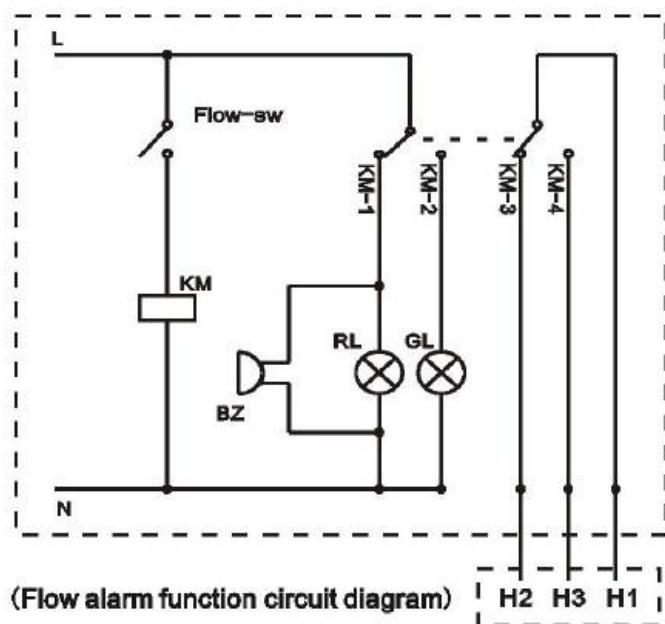 L
Flow-sw
KM-1
KM-2
KM-3
KM-4
KM
RL
GL
BZ
N
(Flow alarm function circuit diagram)
H2 H3 H1